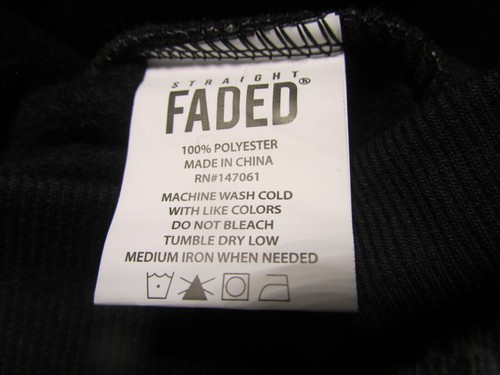 STRAIGHT
FADED®
100% POLYESTER
MADE IN CHINA
RN#147061
MACHINE WASH COLD
WITH LIKE COLORS
DO NOT BLEACH
TUMBLE DRY LOW
MEDIUM IRON WHEN NEEDED